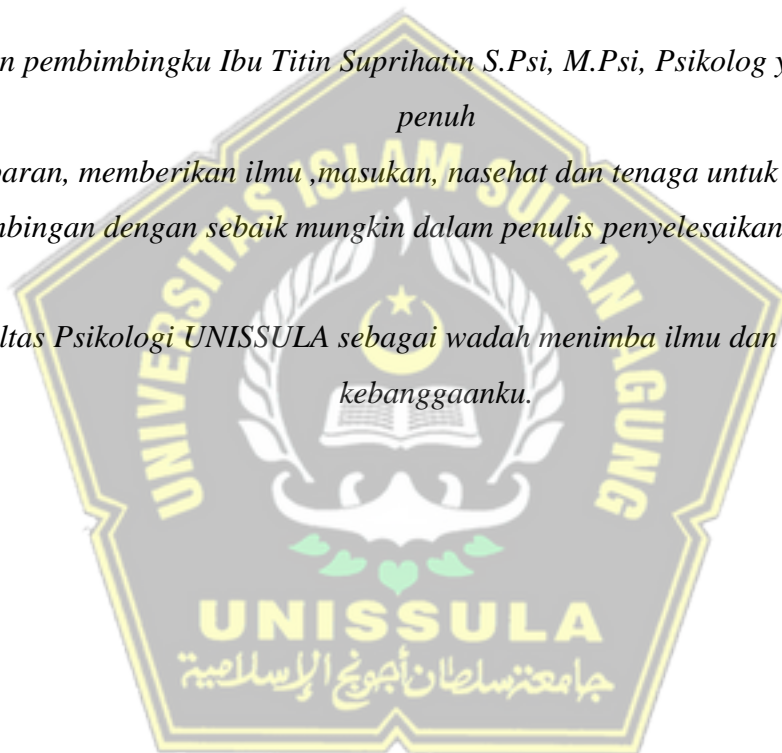 n pembimbingku Ibu Titin Suprihatin S.Psi, M.Psi, Psikolog y
penuh
aran, memberikan ilmu ,masukan, nasehat dan tenaga untuk
nbingan dengan sebaik mungkin dalam penulis penyelesaikan
ltas Psikologi UNISSULA sebagai wadah menimba ilmu dan
kebanggaanku.
UNIVERSITAS ISLAM SULTAN AGUNG
UNISSULA
جامعة سلطان أجونج الإسلامية